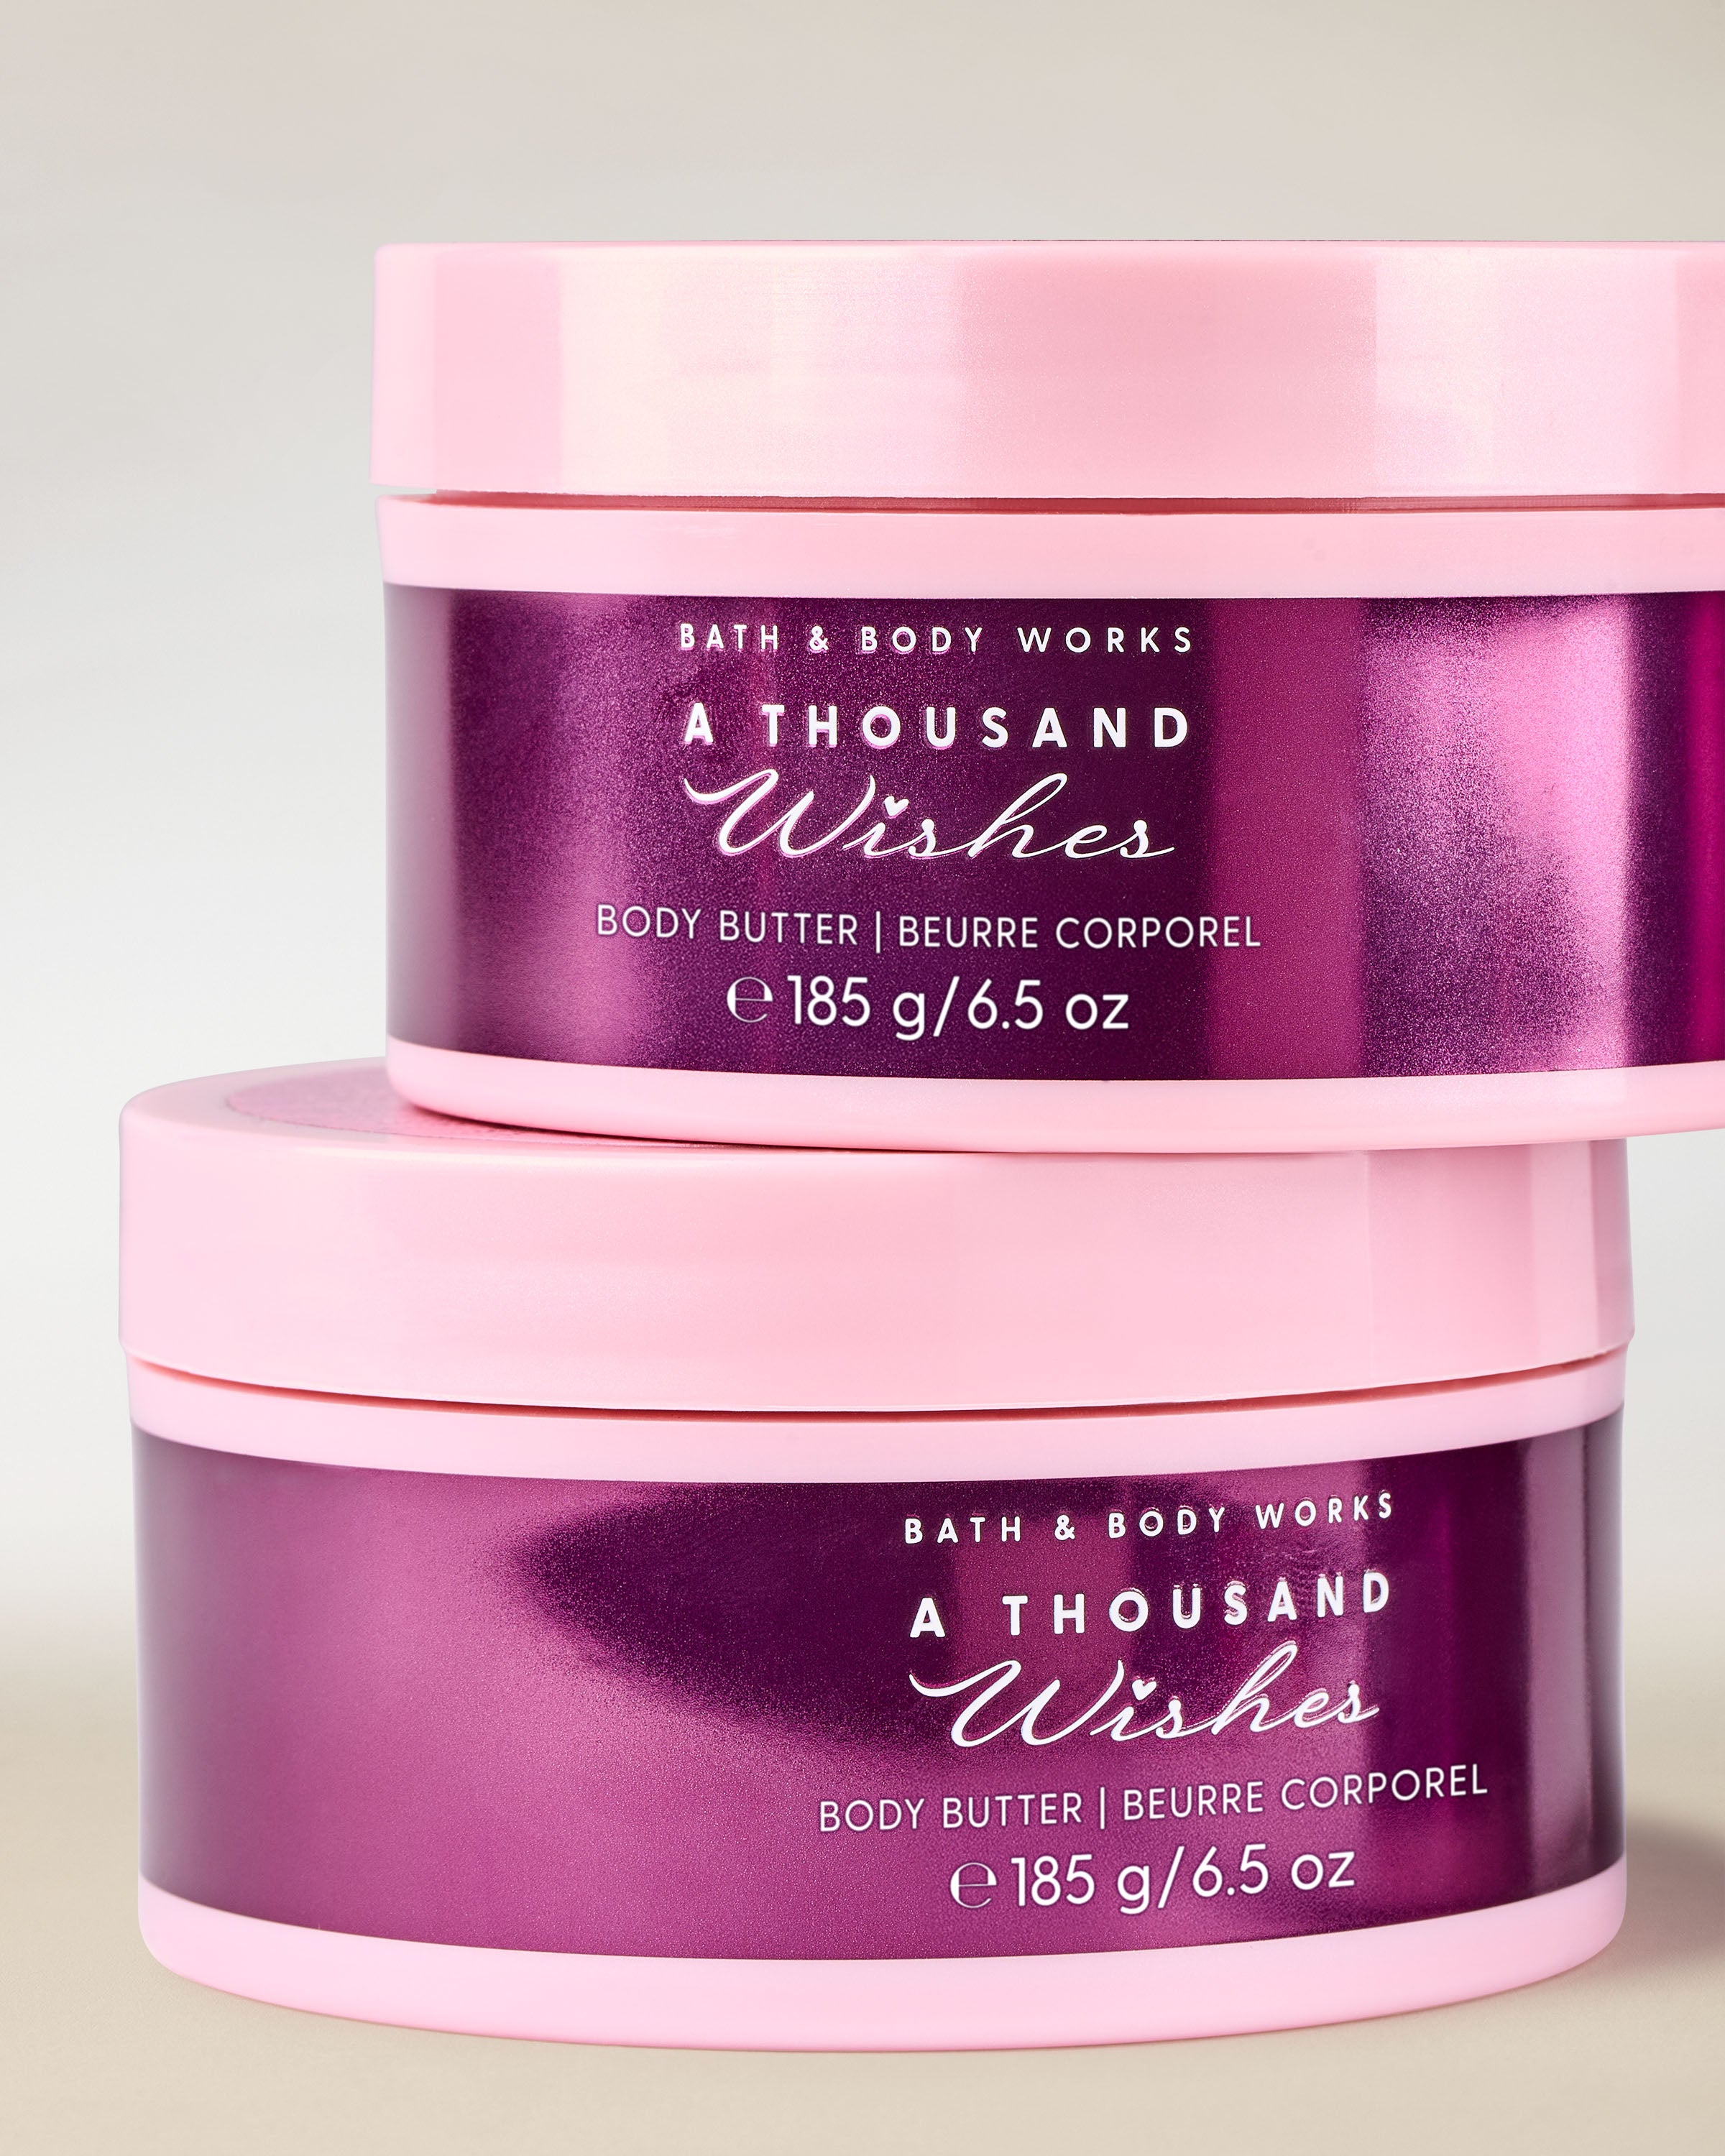 BATH & BODY WORKS
A THOUSAND
Wishes
BODY BUTTER | BEURRE CORPOREL
℮ 185 g/6.5 oz
BATH & BODY WORKS
A THOUSAND
Wishes
BODY BUTTER | BEURRE CORPOREL
℮ 185 g/6.5 oz